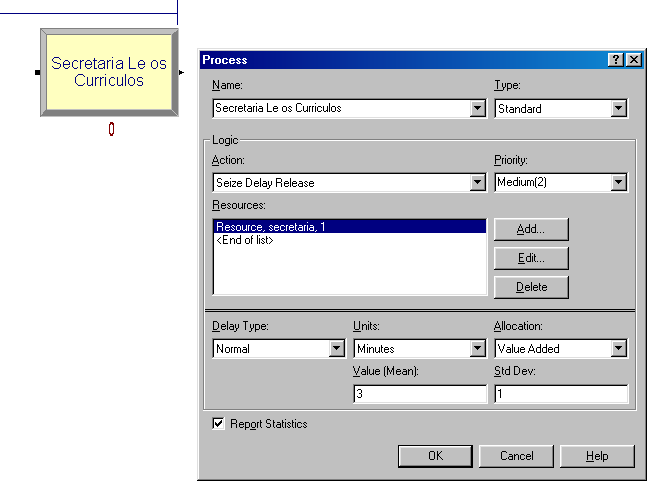 Secretaria Le os
Curriculos
0
Process
Name:
Type:
Secretaria Le os Curriculos
Standard
Logic
Action:
Priority:
Seize Delay Release
Medium(2)
Resources:
Resource, secretaria, 1
<End of list>
Add...
Edit...
Delete
Delay Type:
Units:
Allocation:
Normal
Minutes
Value Added
Value (Mean):
Std Dev:
3
1
Report Statistics
OK
Cancel
Help